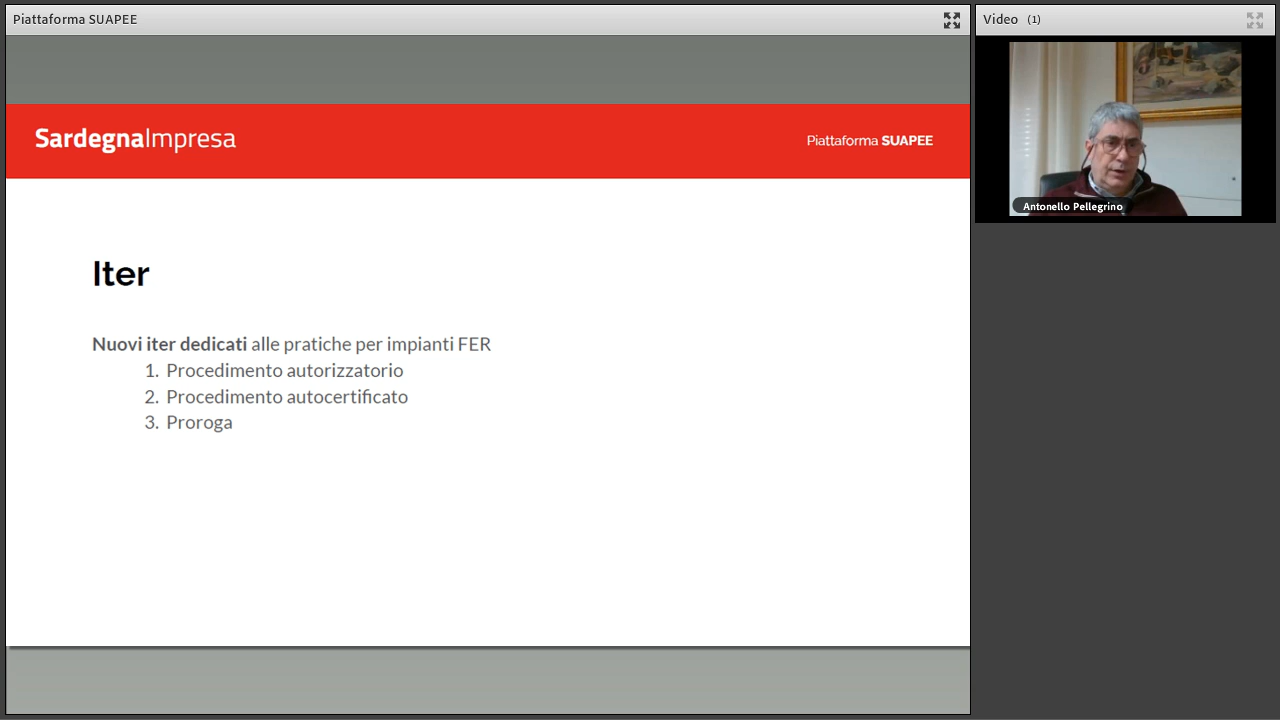 Piattaforma SUAPEE
Video (1)
SardegnaImpresa
Piattaforma SUAPEE
Antonello Pellegrino
Iter
Nuovi iter dedicati alle pratiche per impianti FER
1. Procedimento autorizzatorio
2. Procedimento autocertificato
3. Proroga